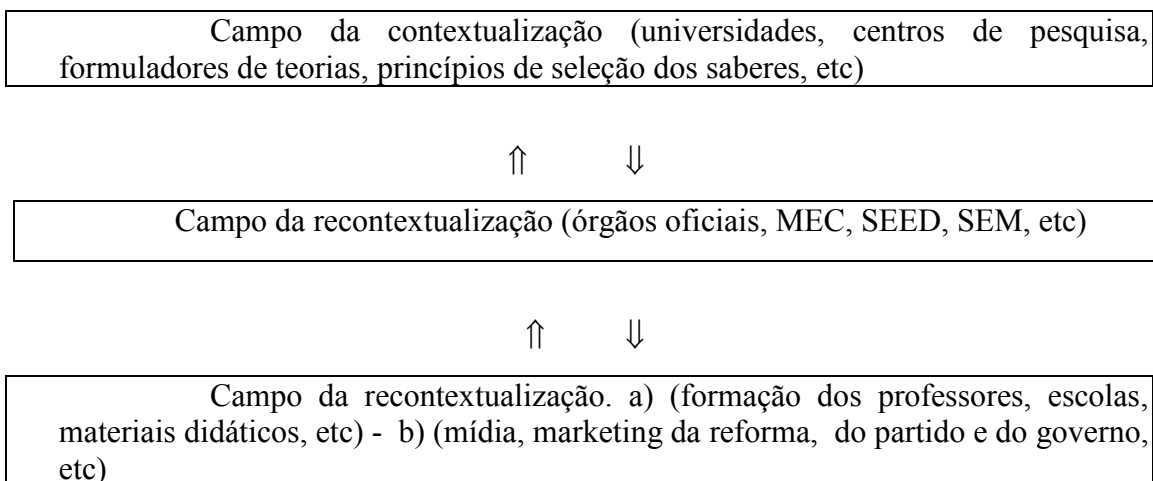 Campo da contextualização (universidades, centros de pesquisa,
formuladores de teorias, princípios de seleção dos saberes, etc)
⇑ ⇓
Campo da recontextualização (órgãos oficiais, MEC, SEED, SEM, etc)
⇑ ⇓
Campo da recontextualização. a) (formação dos professores, escolas,
materiais didáticos, etc) - b) (mídia, marketing da reforma, do partido e do governo,
etc)